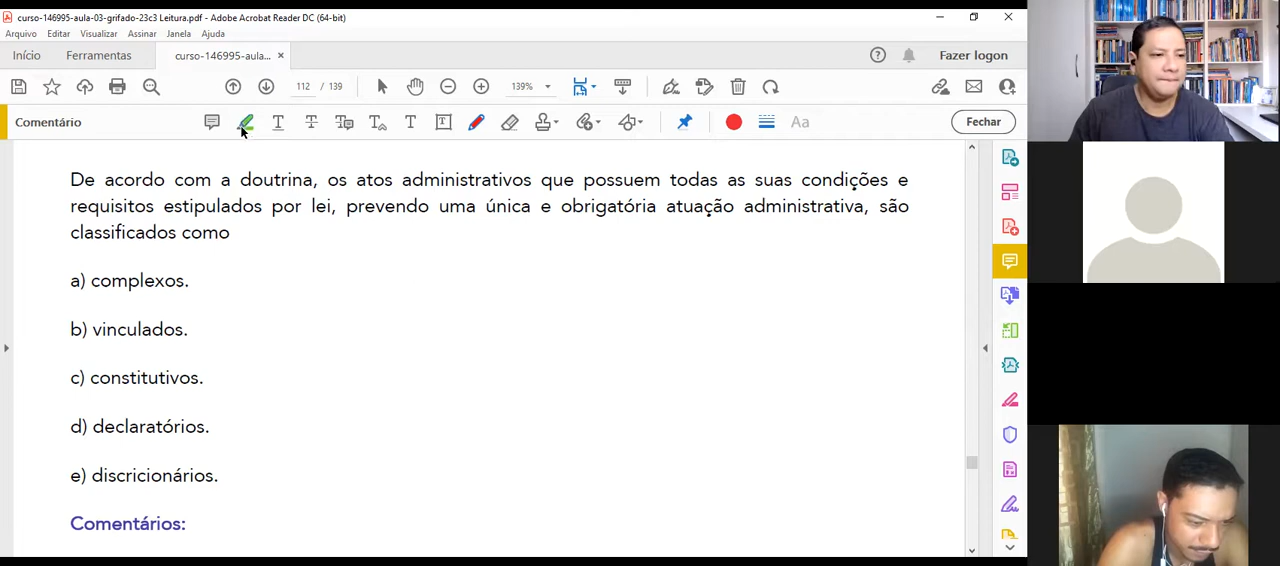 curso-146995-aula-03-grifado-23c3 Leitura.pdf - Adobe Acrobat Reader DC (64-bit)
Arquivo Editar Visualizar Assinar Janela Ajuda
Início Ferramentas curso-146995-aula... × Fazer logon
112 / 139 139%
Comentário Aa Fechar
De acordo com a doutrina, os atos administrativos que possuem todas as suas condições e
requisitos estipulados por lei, prevendo uma única e obrigatória atuação administrativa, são
classificados como
a) complexos.
b) vinculados.
c) constitutivos.
d) declaratórios.
e) discricionários.
Comentários: